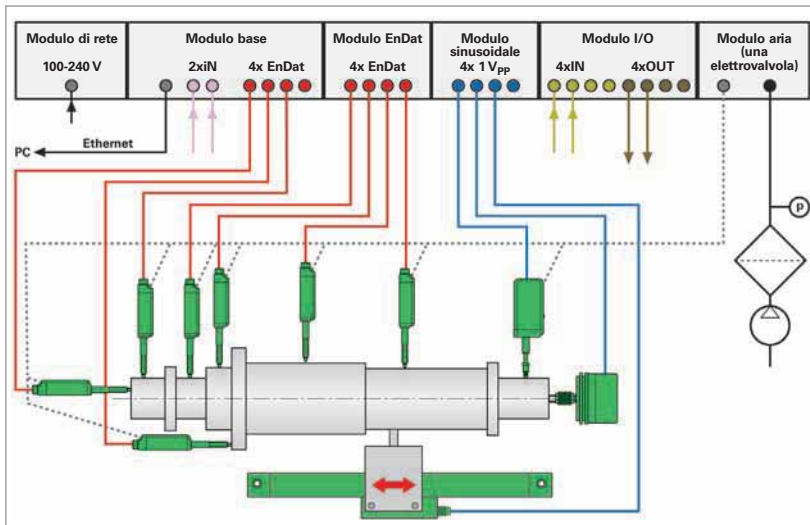 Modulo di rete
100-240 V
Modulo base
2xiN
4x EnDat
Modulo EnDat
4x EnDat
Modulo
sinusoidale
4x 1 VPP
Modulo I/O
4xIN
4xOUT
Modulo aria
(una
elettrovalvola)
PC
Ethernet
p